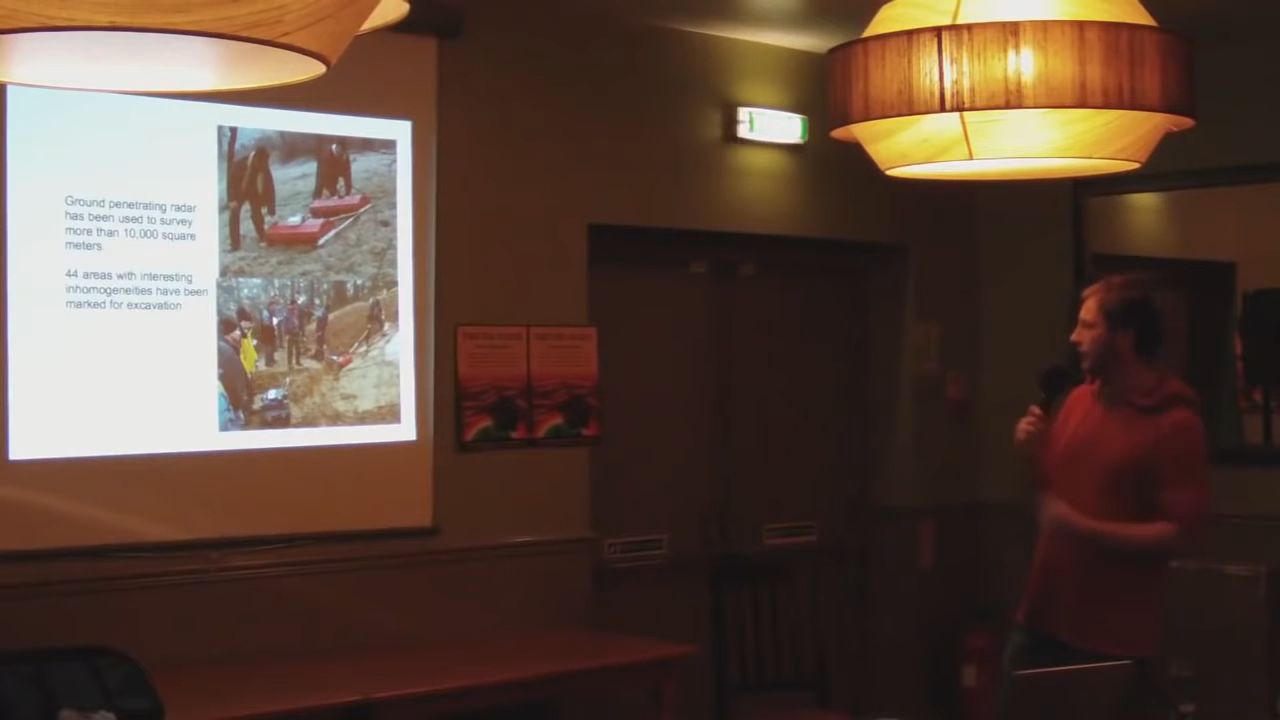 Ground penetrating radar
has been used to survey
more than 10,000 square
meters
44 areas with interesting
inhomogeneities have been
marked for excavation